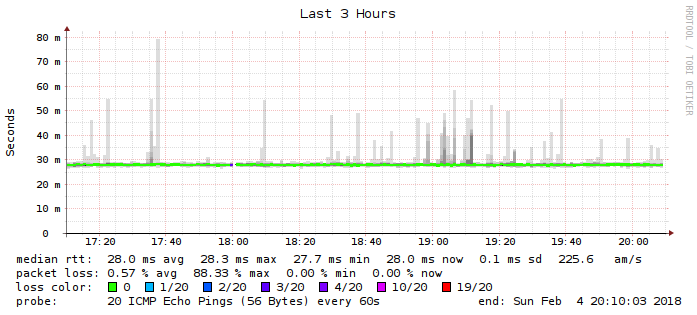 Last 3 Hours
RRDTOOL / TOBI OETIKER
Seconds
80 m
70 m
60 m
50 m
40 m
30 m
20 m
10 m
0
17:20 17:40 18:00 18:20 18:40 19:00 19:20 19:40 20:00
median rtt: 28.0 ms avg 28.3 ms max 27.7 ms min 28.0 ms now 0.1 ms sd 225.6 am/s
packet loss: 0.57 % avg 88.33 % max 0.00 % min 0.00 % now
loss color: 0 1/20 2/20 3/20 4/20 10/20 19/20
probe: 20 ICMP Echo Pings (56 Bytes) every 60s end: Sun Feb 4 20:10:03 2018